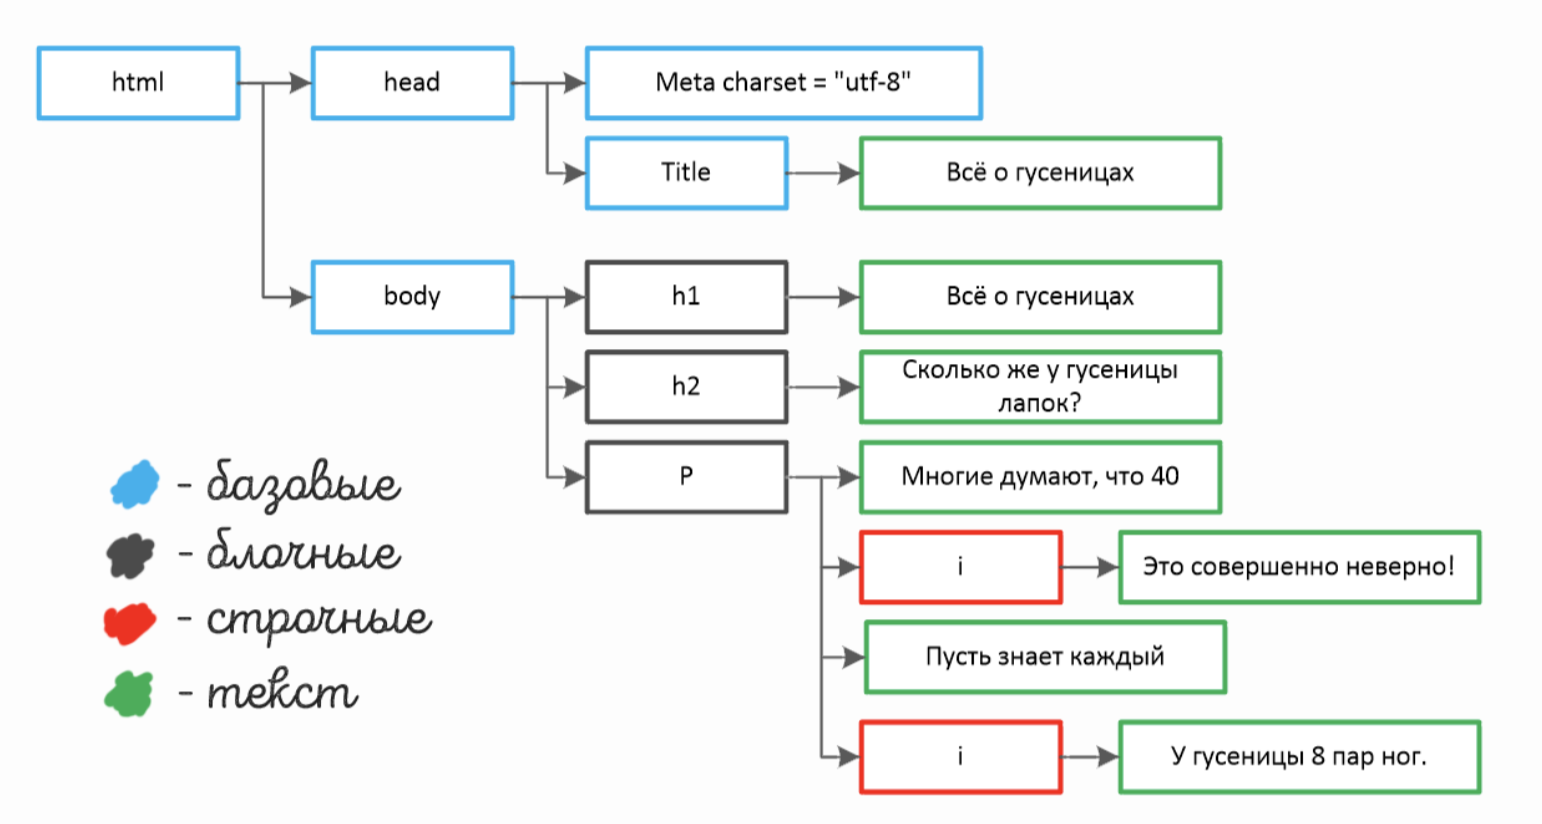 html
head
Meta charset = "utf-8"
Title
Всё о гусеницах
body
h1
Всё о гусеницах
h2
Сколько же у гусеницы
лапок?
P
Многие думают, что 40
i
Это совершенно неверно!
Пусть знает каждый
i
У гусеницы 8 пар ног.
- базовые
- блочные
- строчные
- текст